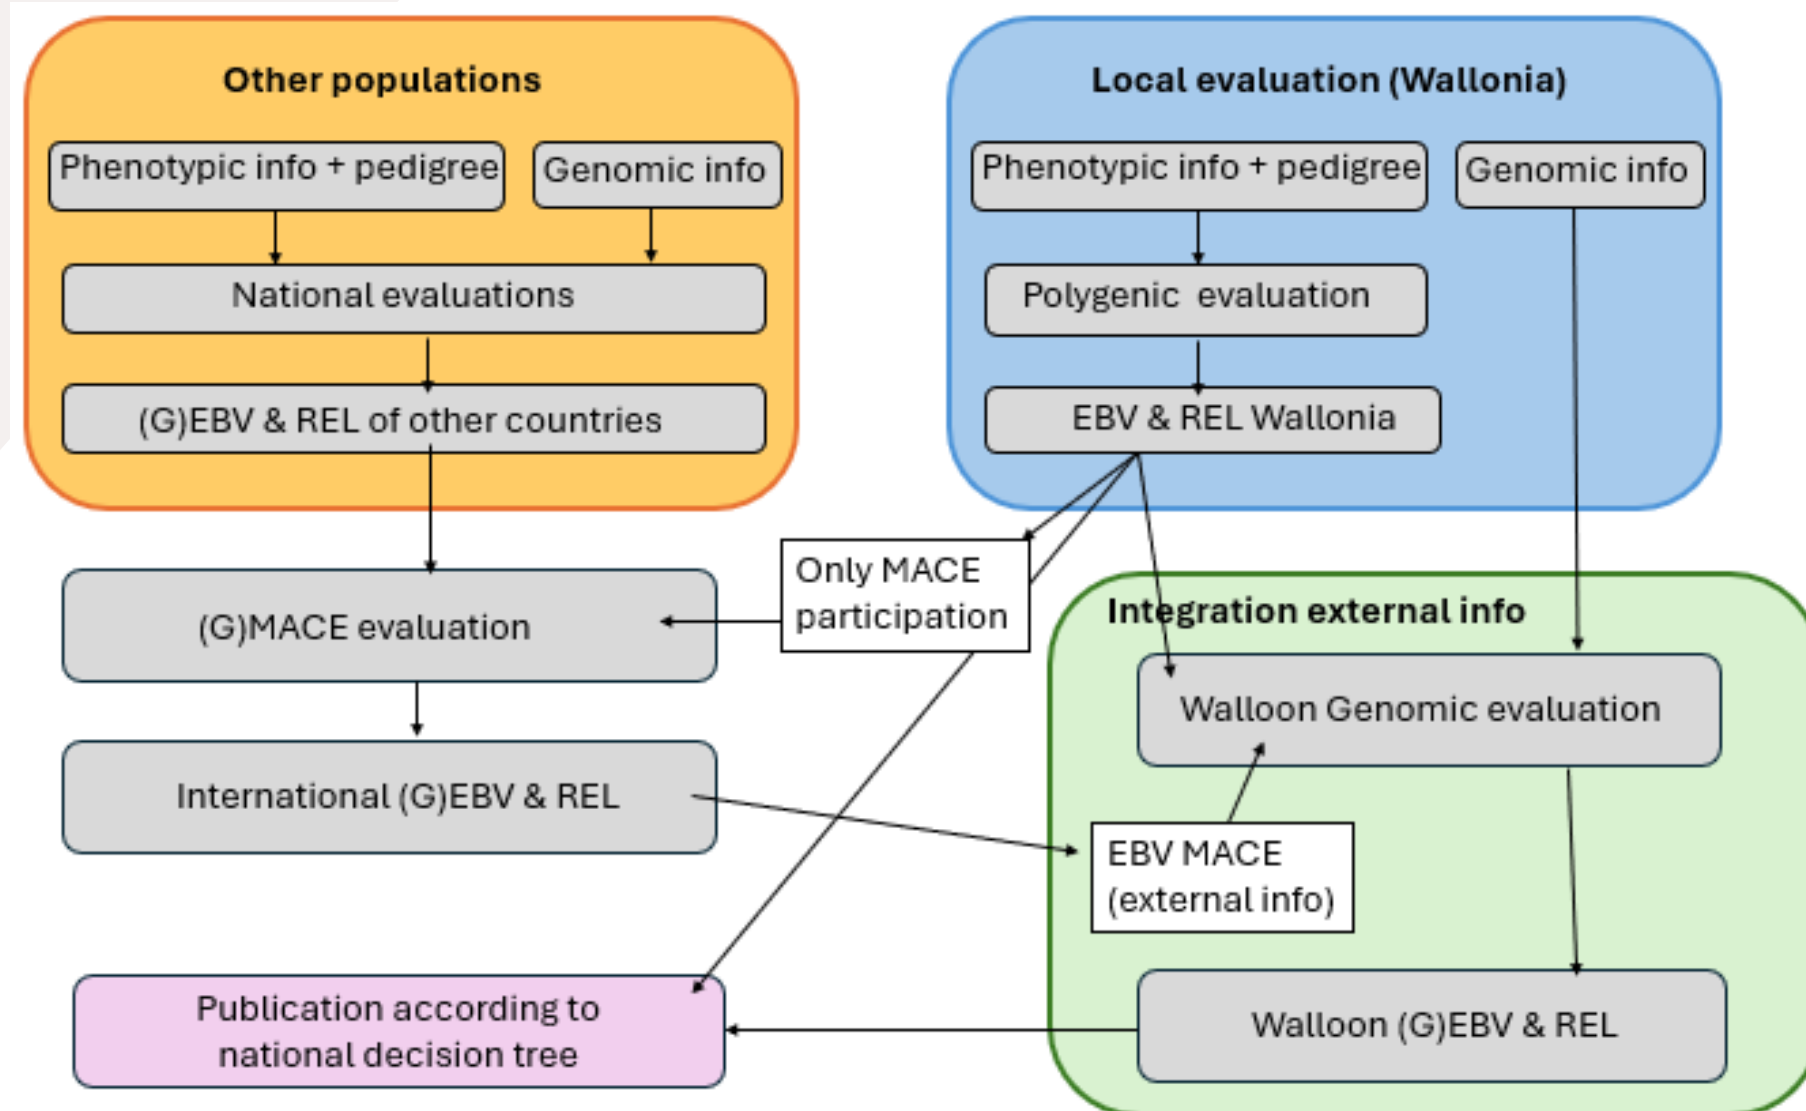 Other populations
Phenotypic info + pedigree
Genomic info
National evaluations
(G)EBV & REL of other countries
Local evaluation (Wallonia)
Phenotypic info + pedigree
Genomic info
Polygenic evaluation
EBV & REL Wallonia
Only MACE
participation
(G)MACE evaluation
International (G)EBV & REL
Integration external info
Walloon Genomic evaluation
EBV MACE
(external info)
Walloon (G)EBV & REL
Publication according to
national decision tree